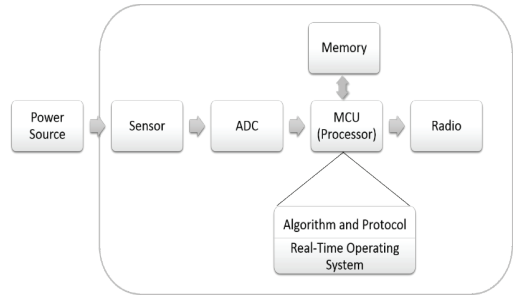 Memory
Power
Source
Sensor
ADC
MCU
(Processor)
Radio
Algorithm and Protocol
Real-Time Operating
System